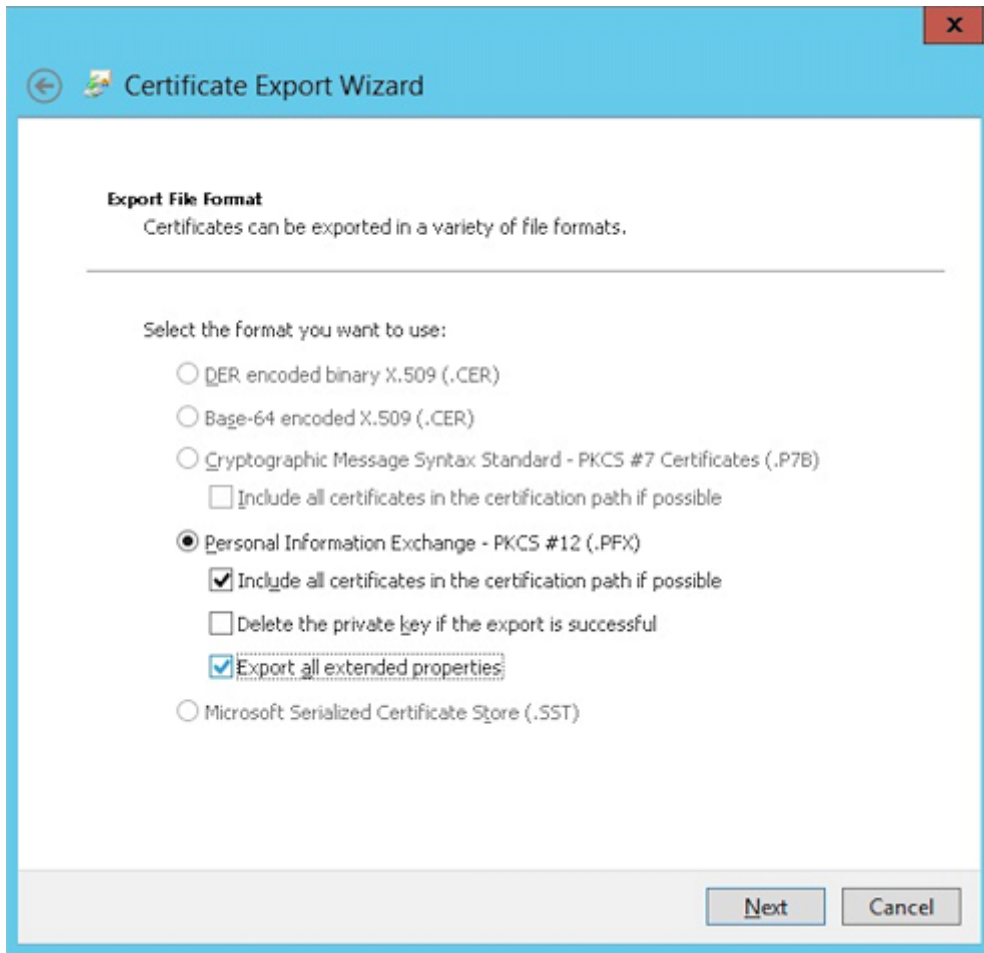 X
Certificate Export Wizard
Export File Format
Certificates can be exported in a variety of file formats.
Select the format you want to use:
DER encoded binary X.509 (.CER)
Base-64 encoded X.509 (.CER)
Cryptographic Message Syntax Standard - PKCS #7 Certificates (.P7B)
Include all certificates in the certification path if possible
Personal Information Exchange - PKCS #12 (.PFX)
Include all certificates in the certification path if possible
Delete the private key if the export is successful
Export all extended properties
Microsoft Serialized Certificate Store (.SST)
Next Cancel